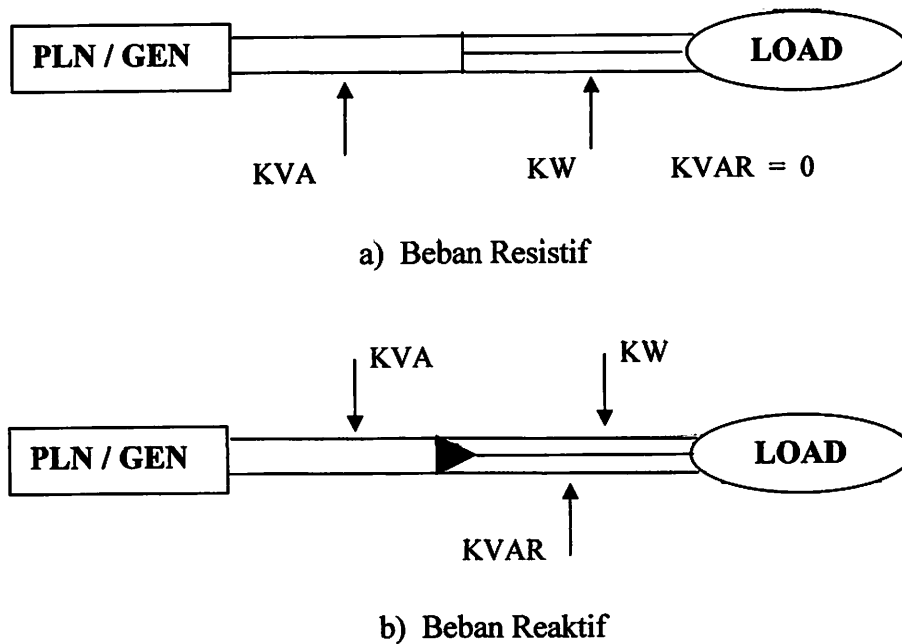 PLN / GEN
LOAD
KVA
KW
KVAR = 0
a) Beban Resistif
KVA
KW
PLN / GEN
LOAD
KVAR
b) Beban Reaktif